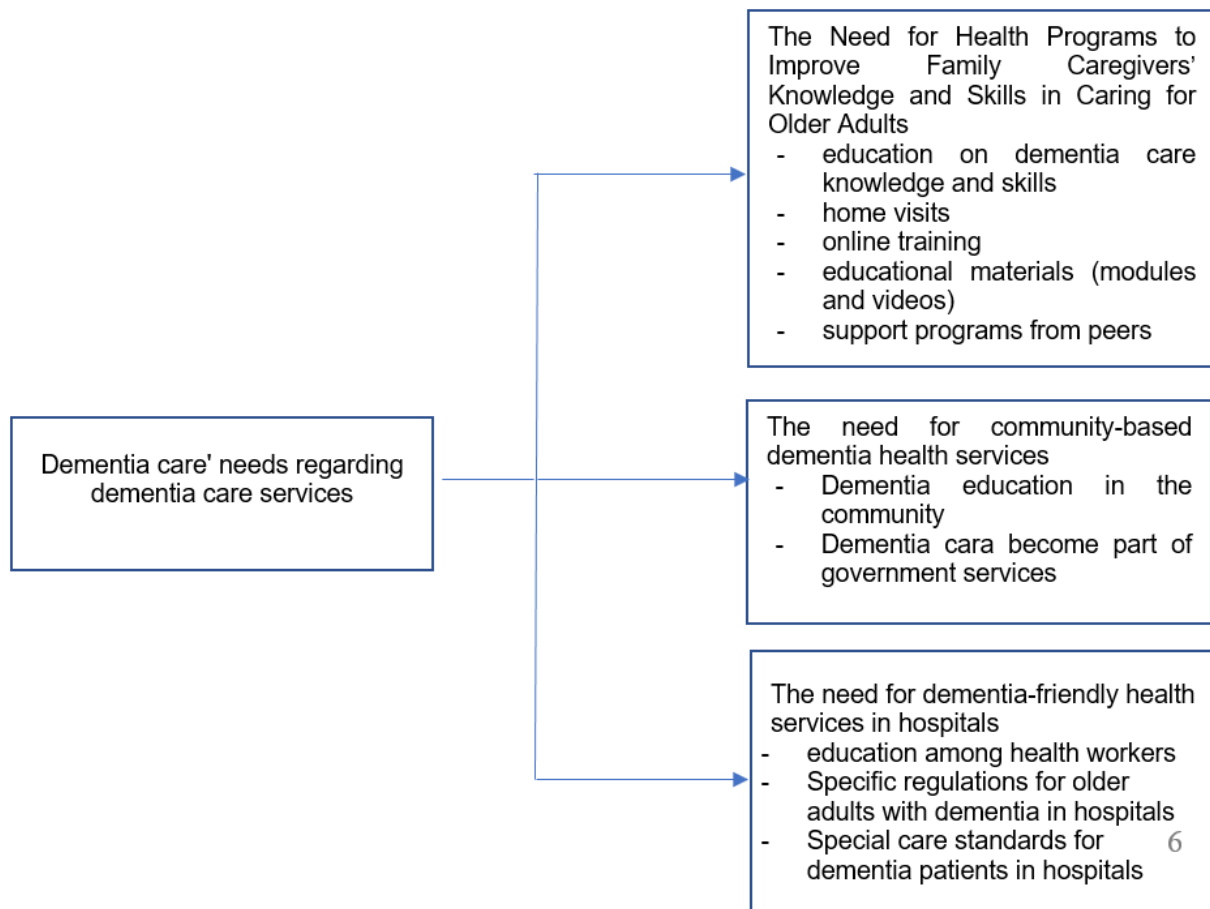 The Need for Health Programs to
Improve Family Caregivers’
Knowledge and Skills in Caring for
Older Adults
- education on dementia care
knowledge and skills
- home visits
- online training
- educational materials (modules
and videos)
- support programs from peers
Dementia care' needs regarding
dementia care services
The need for community-based
dementia health services
- Dementia education in the
community
- Dementia cara become part of
government services
The need for dementia-friendly health
services in hospitals
- education among health workers
- Specific regulations for older
adults with dementia in hospitals
- Special care standards for
dementia patients in hospitals
6